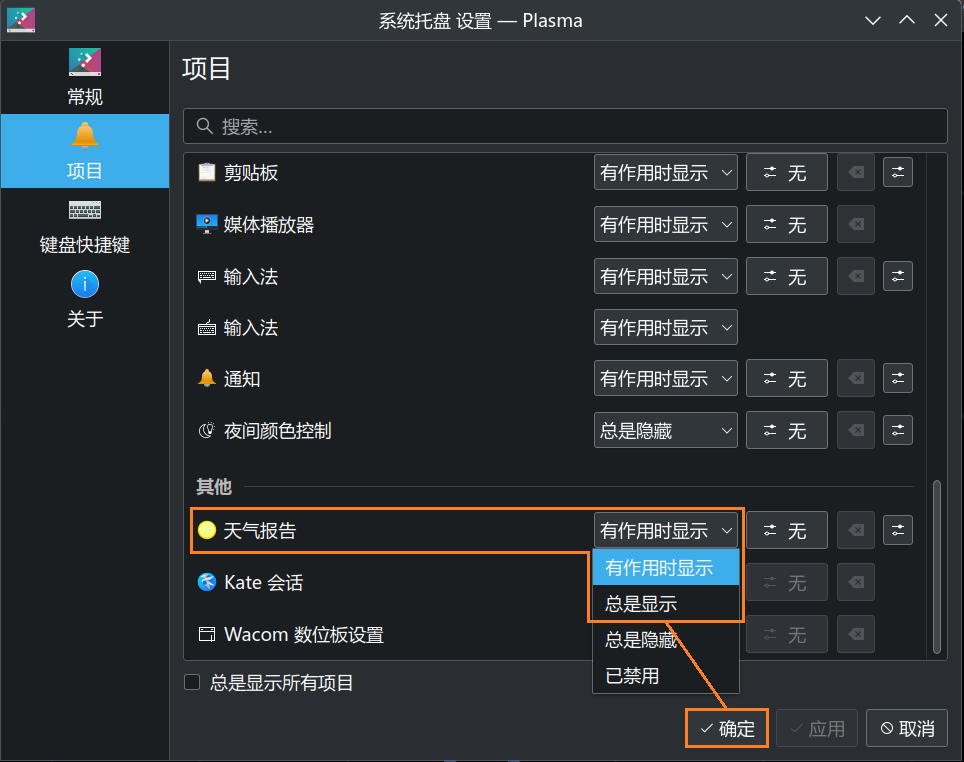 系统托盘 设置 — Plasma
常规
项目
键盘快捷键
关于
项目
搜索...
剪贴板 有作用时显示 无
媒体播放器 有作用时显示 无
输入法 有作用时显示 无
输入法 有作用时显示
通知 有作用时显示 无
夜间颜色控制 总是隐藏 无
其他
天气报告 有作用时显示 无
有作用时显示
Kate 会话 无
总是显示
Wacom 数位板设置 无
总是隐藏
已禁用
总是显示所有项目
确定 应用 取消